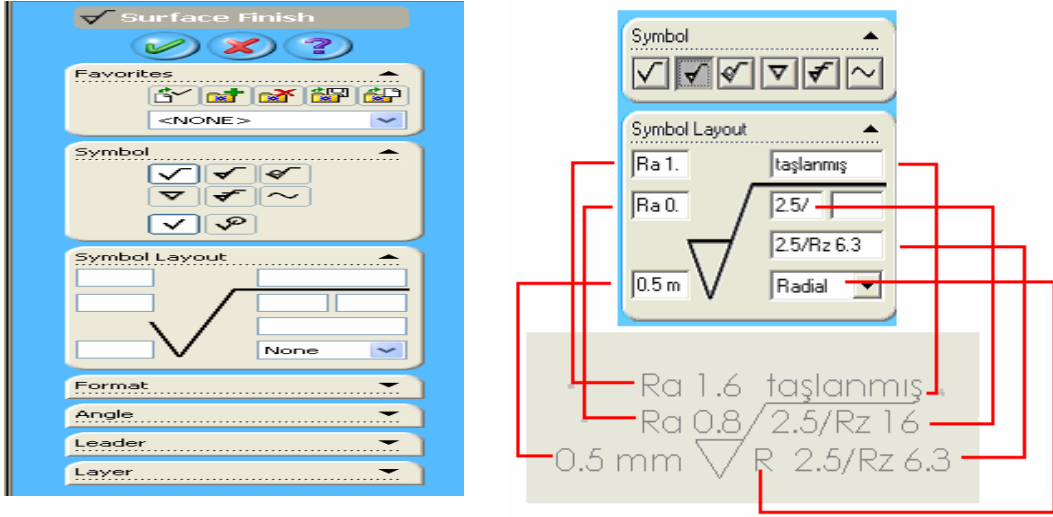 Surface Finish
Favorites
<NONE>
Symbol
Symbol Layout
None
Format
Angle
Leader
Layer
Symbol
Symbol Layout
Ra 1. taşlanmış
Ra 0. 2.5/
2.5/Rz 6.3
0.5 m Radial
Ra 1.6 taşlanmış
Ra 0.8 2.5/Rz 16
0.5 mm R 2.5/Rz 6.3